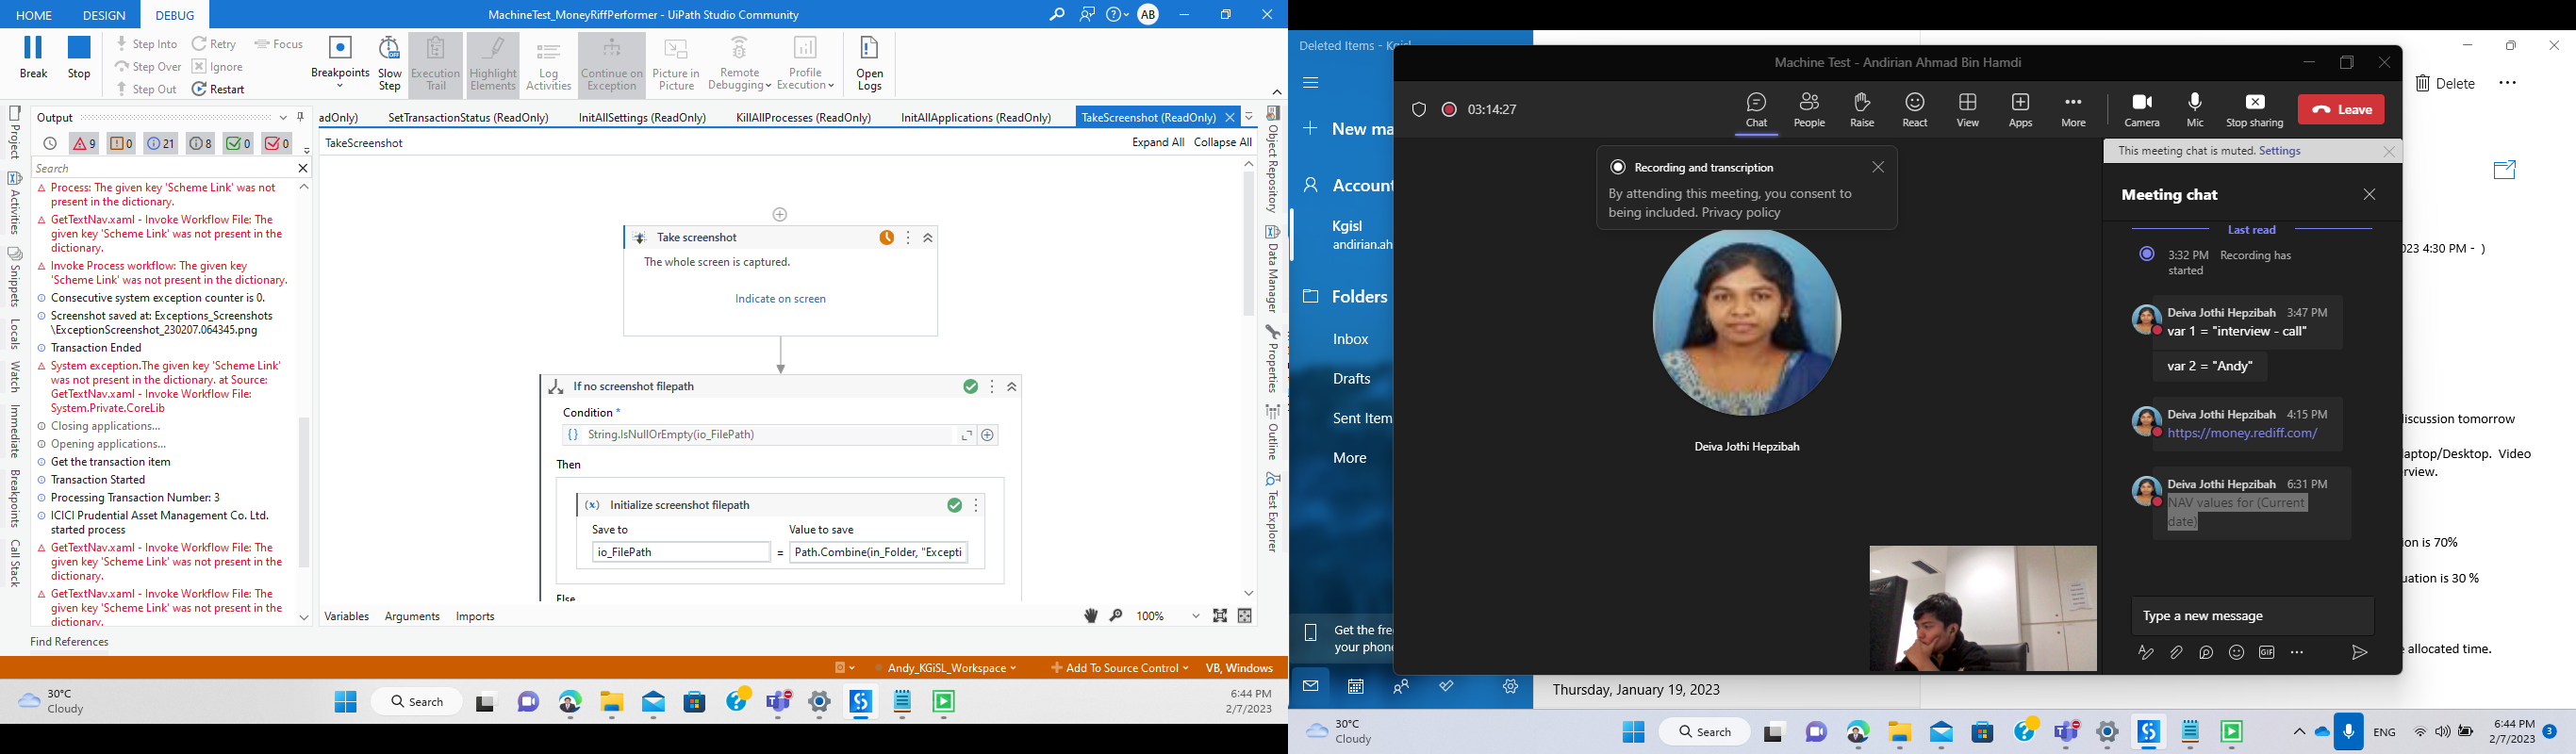 HOME DESIGN DEBUG
MachineTest_MoneyRiffPerformer - UiPath Studio Community
AB
Break
Stop
Step Into
Step Over
Step Out
Retry
Ignore
Restart
Focus
Breakpoints
Slow
Step
Execution
Trail
Highlight
Elements
Log
Activities
Continue on
Exception
Picture in
Picture
Remote
Debugging
Profile
Execution
Open
Logs
Project
Activities
Snippets
Locals
Watch
Immediate
Breakpoints
Call Stack
Output
9 0 21 8 0 0
Search
Process: The given key 'Scheme Link' was not
present in the dictionary.
GetTextNav.xaml - Invoke Workflow File: The
given key 'Scheme Link' was not present in the
dictionary.
Invoke Process workflow: The given key
'Scheme Link' was not present in the dictionary.
Consecutive system exception counter is 0.
Screenshot saved at: Exceptions_Screenshots
\ExceptionScreenshot_230207.064345.png
Transaction Ended
System exception.The given key 'Scheme Link'
was not present in the dictionary. at Source:
GetTextNav.xaml - Invoke Workflow File:
System.Private.CoreLib
Closing applications...
Opening applications...
Get the transaction item
Transaction Started
Processing Transaction Number: 3
ICICI Prudential Asset Management Co. Ltd.
started process
GetTextNav.xaml - Invoke Workflow File: The
given key 'Scheme Link' was not present in the
dictionary.
GetTextNav.xaml - Invoke Workflow File: The
given key 'Scheme Link' was not present in the
dictionary.
Find References
adOnly) SetTransactionStatus (ReadOnly) InitAllSettings (ReadOnly) KillAllProcesses (ReadOnly) InitAllApplications (ReadOnly) TakeScreenshot (ReadOnly)
TakeScreenshot
Expand All Collapse All
Take screenshot
The whole screen is captured.
Indicate on screen
If no screenshot filepath
Condition *
String.IsNullOrEmpty(io_FilePath)
Then
Initialize screenshot filepath
Save to Value to save
io_FilePath = Path.Combine(in_Folder, "Excepti
Else
Variables Arguments Imports
100%
Object Repository
Data Manager
Properties
Outline
Test Explorer
Andy_KGiSL_Workspace
Add To Source Control
VB, Windows
30°C
Cloudy
Search
6:44 PM
2/7/2023
Deleted Items - Kgisl
New ma
Account
Kgisl
andirian.ah
Folders
Inbox
Drafts
Sent Item
More
Get the fre
your phone
Machine Test - Andirian Ahmad Bin Hamdi
03:14:27
Chat
People
Raise
React
View
Apps
More
Camera
Mic
Stop sharing
Leave
Recording and transcription
By attending this meeting, you consent to
being included. Privacy policy
Deiva Jothi Hepzibah
This meeting chat is muted. Settings
Meeting chat
Last read
3:32 PM Recording has
started
Deiva Jothi Hepzibah 3:47 PM
var 1 = "interview - call"
var 2 = "Andy"
Deiva Jothi Hepzibah 4:15 PM
https://money.rediff.com/
Deiva Jothi Hepzibah 6:31 PM
NAV values for (Current
date)
Type a new message
GIF
Delete
023 4:30 PM - )
iscussion tomorrow
aptop/Desktop. Video
erview.
ion is 70%
uation is 30 %
e allocated time.
Thursday, January 19, 2023
30°C
Cloudy
Search
ENG
6:44 PM
2/7/2023
3